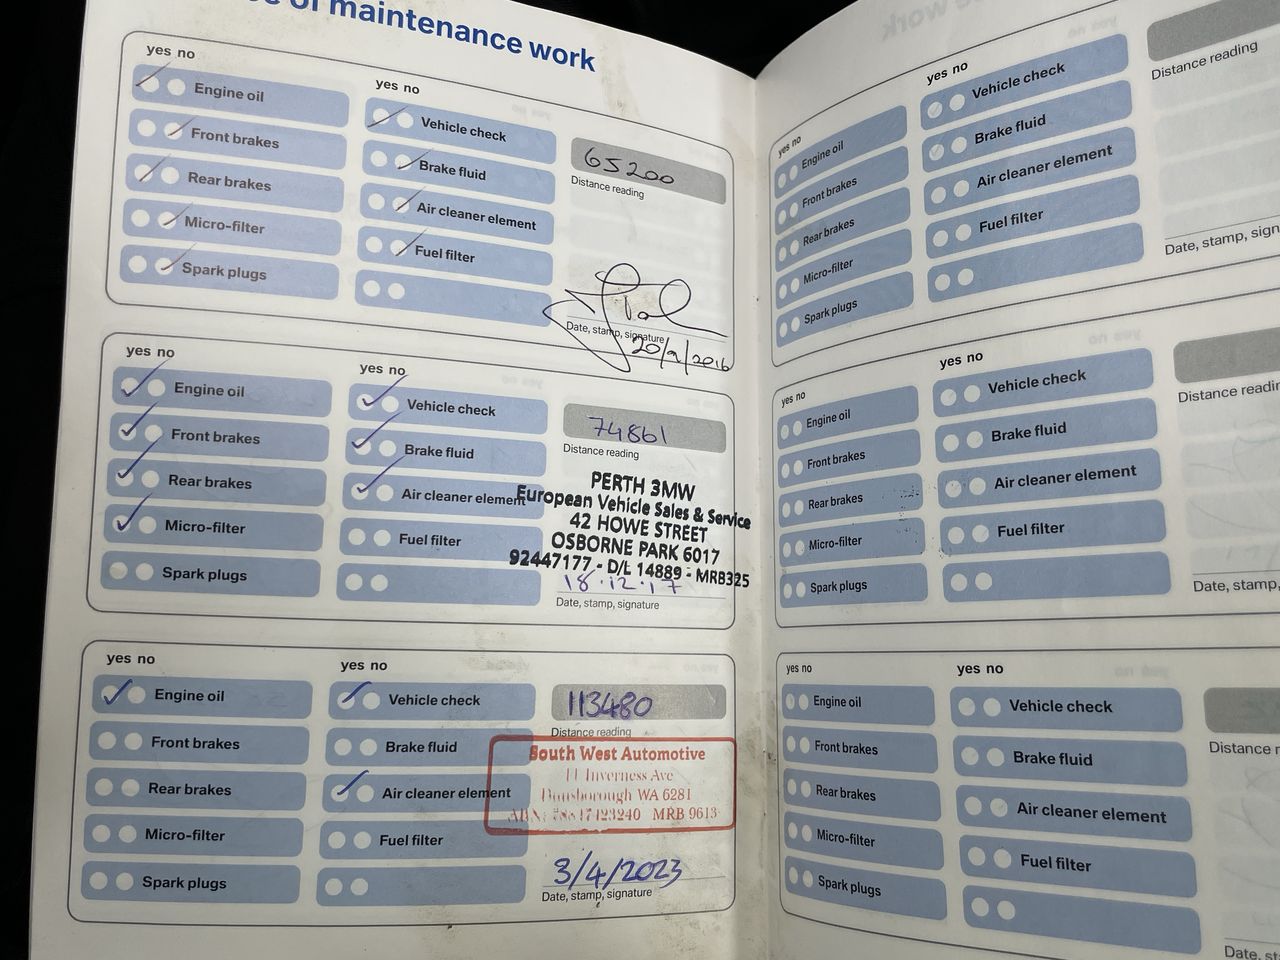 of maintenance work
yes no
Engine oil
Front brakes
Rear brakes
Micro-filter
Spark plugs
yes no
Vehicle check
Brake fluid
Air cleaner element
Fuel filter
65200
Distance reading
Date, stamp, signature
yes no
Engine oil
Front brakes
Rear brakes
Micro-filter
Spark plugs
yes no
Vehicle check
Brake fluid
Air cleaner element
Fuel filter
74861
Distance reading
PERTH 3MW
European Vehicle Sales & Service
42 HOWE STREET
OSBORNE PARK 6017
92447177 - D/L 14889 - MRB325
18.12.17
Date, stamp, signature
yes no
Engine oil
Front brakes
Rear brakes
Micro-filter
Spark plugs
yes no
Vehicle check
Brake fluid
Air cleaner element
Fuel filter
113480
Distance reading
South West Automotive
11 Inverness Ave
Dunsborough WA 6281
MRB 9613
3/4/2023
Date, stamp, signature
yes no
Engine oil
Front brakes
Rear brakes
Micro-filter
Spark plugs
yes no
Vehicle check
Brake fluid
Air cleaner element
Fuel filter
Distance reading
Date, stamp, sign
yes no
Engine oil
Front brakes
Rear brakes
Micro-filter
Spark plugs
yes no
Vehicle check
Brake fluid
Air cleaner element
Fuel filter
Distance readin
Date, stamp,
yes no
Engine oil
Front brakes
Rear brakes
Micro-filter
Spark plugs
yes no
Vehicle check
Brake fluid
Air cleaner element
Fuel filter
Distance r
Date, st